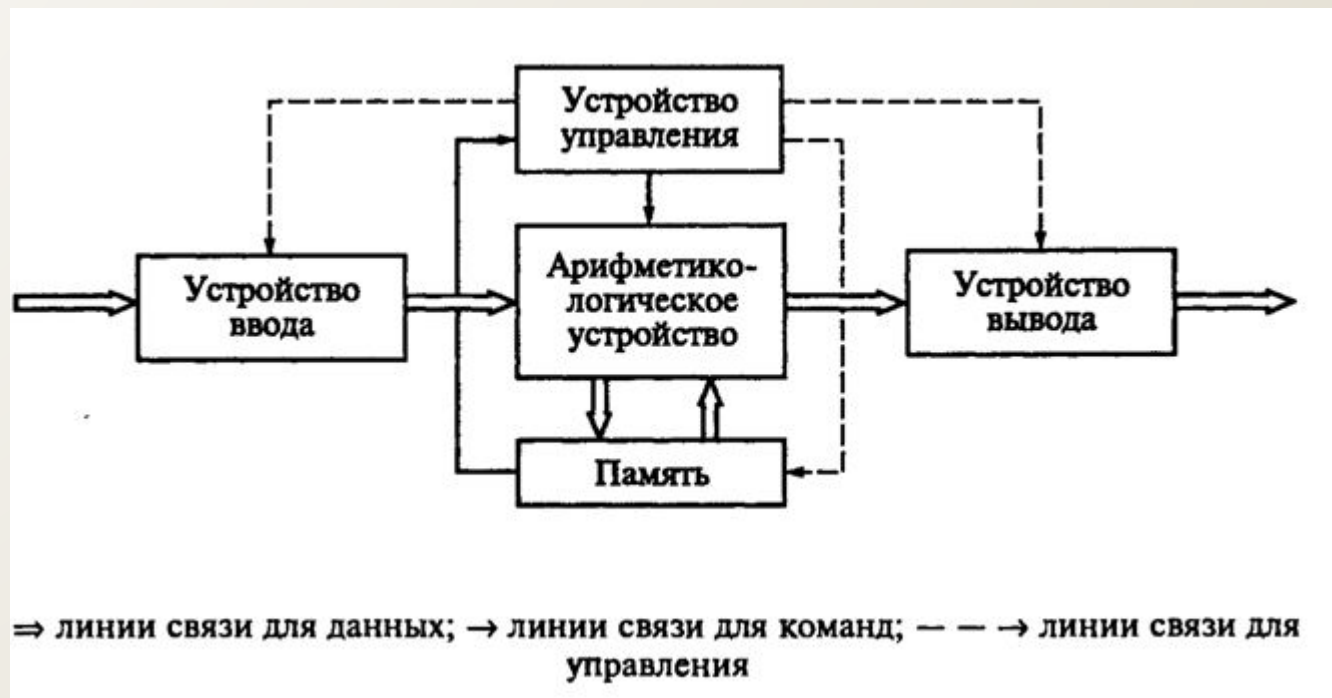 Устройство
управления
Устройство
ввода
Арифметико-
логическое
устройство
Устройство
вывода
Память
⇒ линии связи для данных; → линии связи для команд; — — → линии связи для
управления